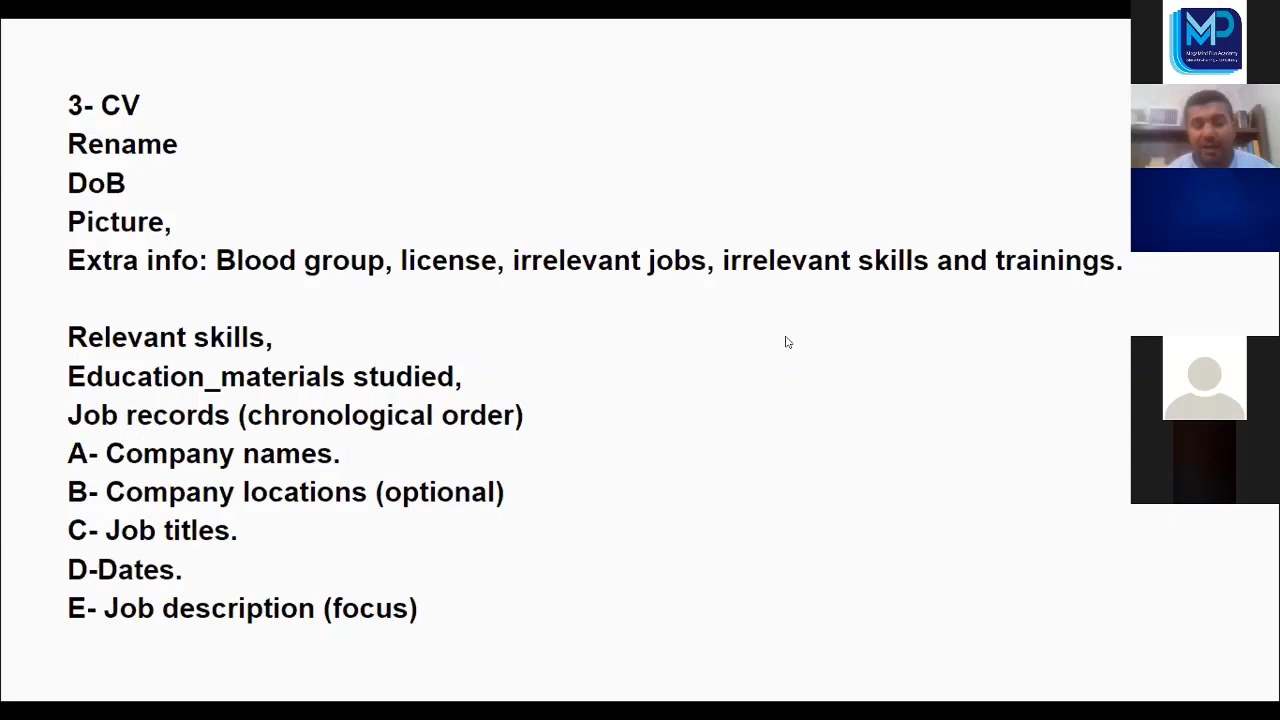 3- CV
Rename
DoB
Picture,
Extra info: Blood group, license, irrelevant jobs, irrelevant skills and trainings.
Relevant skills,
Education_materials studied,
Job records (chronological order)
A- Company names.
B- Company locations (optional)
C- Job titles.
D-Dates.
E- Job description (focus)